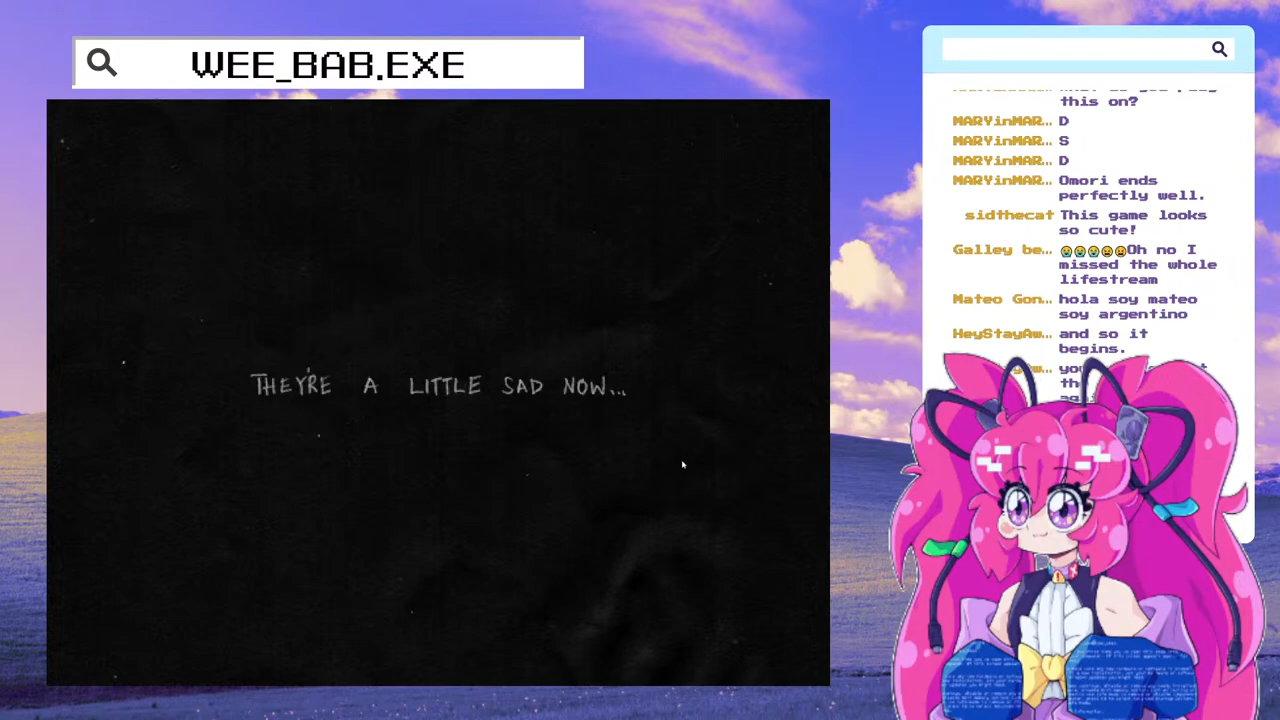 WEE_BAB.EXE
this on?
MARYinMAR… D
MARYinMAR… S
MARYinMAR… D
MARYinMAR… Omori ends
perfectly well.
sidthecat This game looks
so cute!
Galley be… 😭😭😭😫😫Oh no I
missed the whole
lifestream
Mateo Gon… hola soy mateo
soy argentino
HeyStayAw… and so it
begins.
THEY'RE A LITTLE SAD NOW...